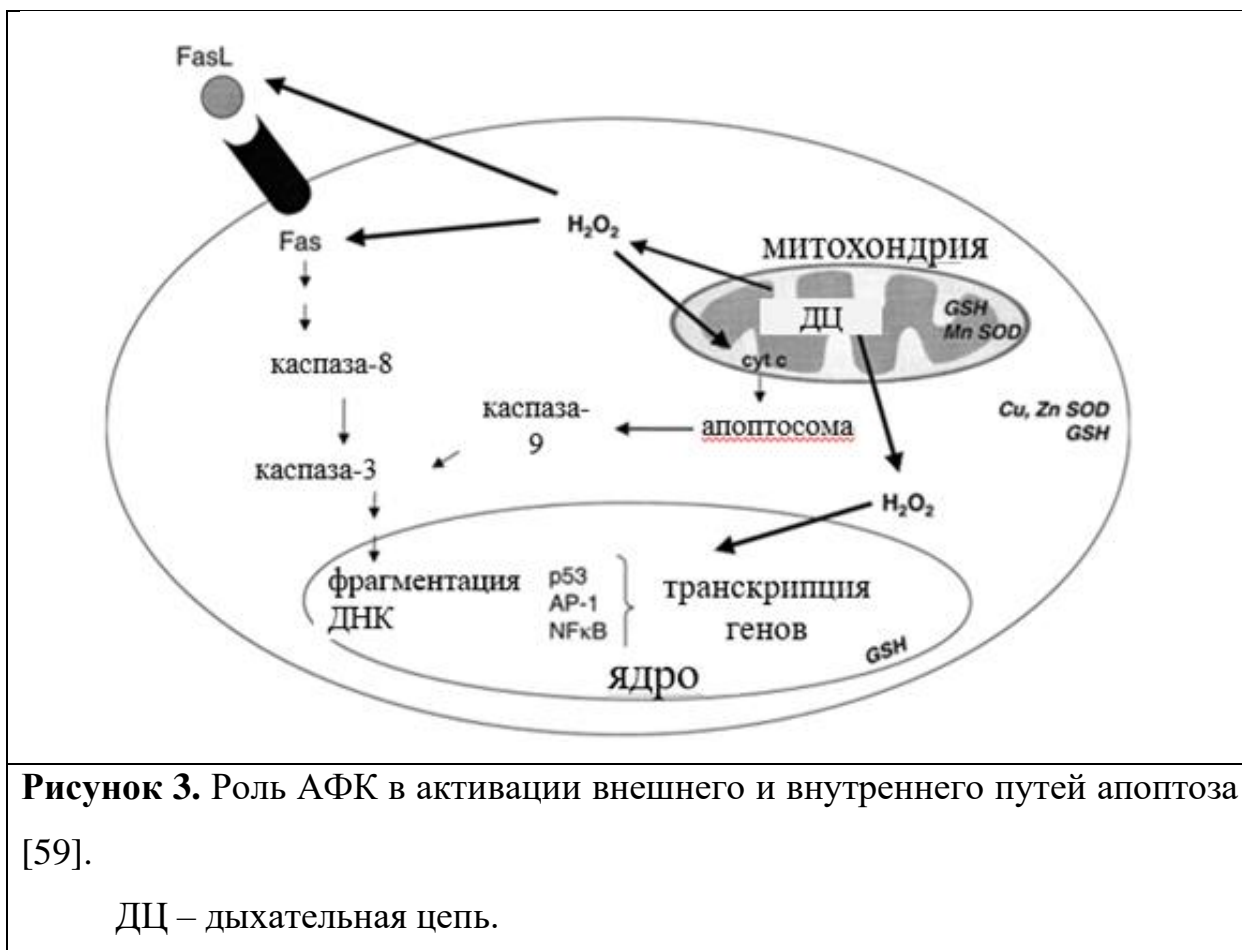 FasL
H₂O₂
Fas
митохондрия
ДЦ
GSH
Mn SOD
cyt c
каспаза-8
каспаза-
9
апоптосома
Cu, Zn SOD
GSH
каспаза-3
H₂O₂
фрагментация
ДНК
p53
AP-1
NFκB
транскрипция
генов
GSH
ядро
Рисунок 3. Роль АФК в активации внешнего и внутреннего путей апоптоза
[59].
ДЦ – дыхательная цепь.